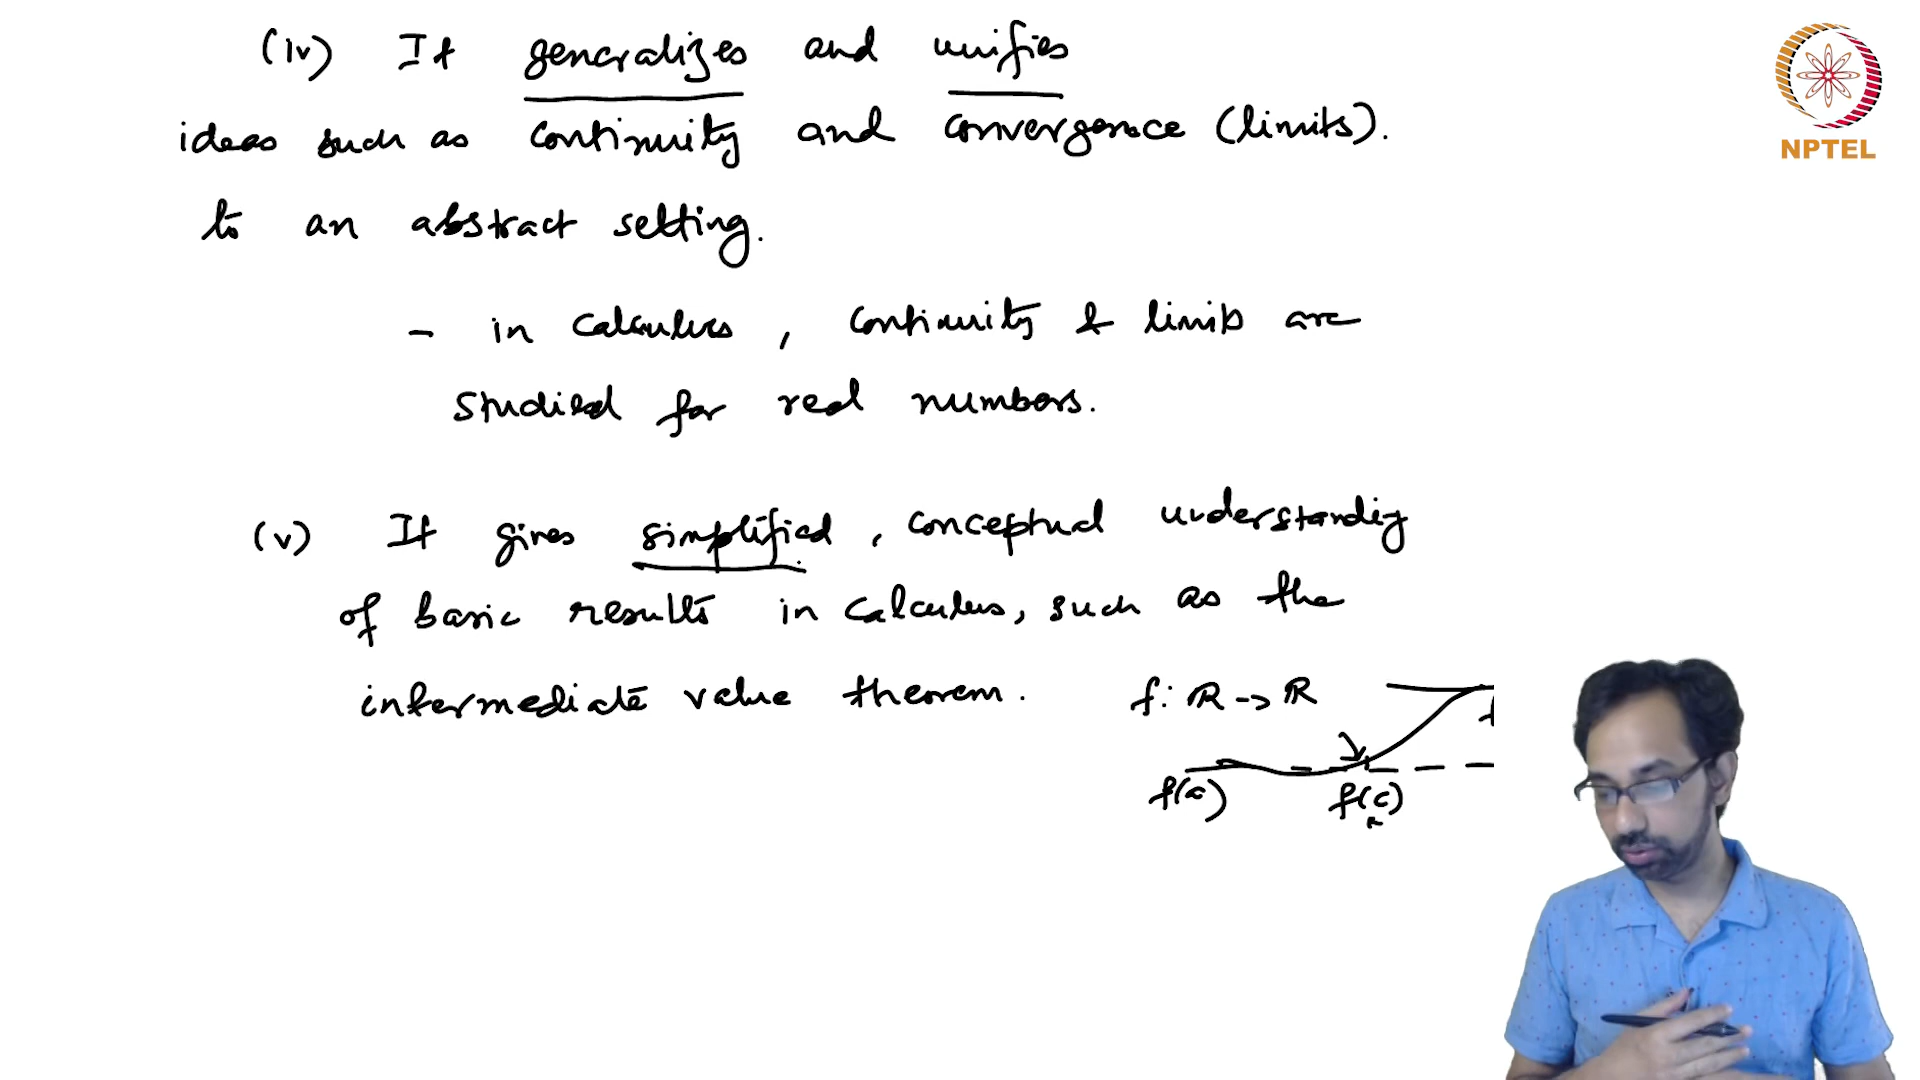 (iv) It generalizes and unifies
NPTEL
ideas such as continuity and convergence (limits).
to an abstract setting.
- in calculus, continuity & limits are
studied for real numbers.
(v) It gives simplified, conceptual understanding
of basic results in calculus, such as the
intermediate value theorem. f: ℝ -> ℝ
f(a) f(c)